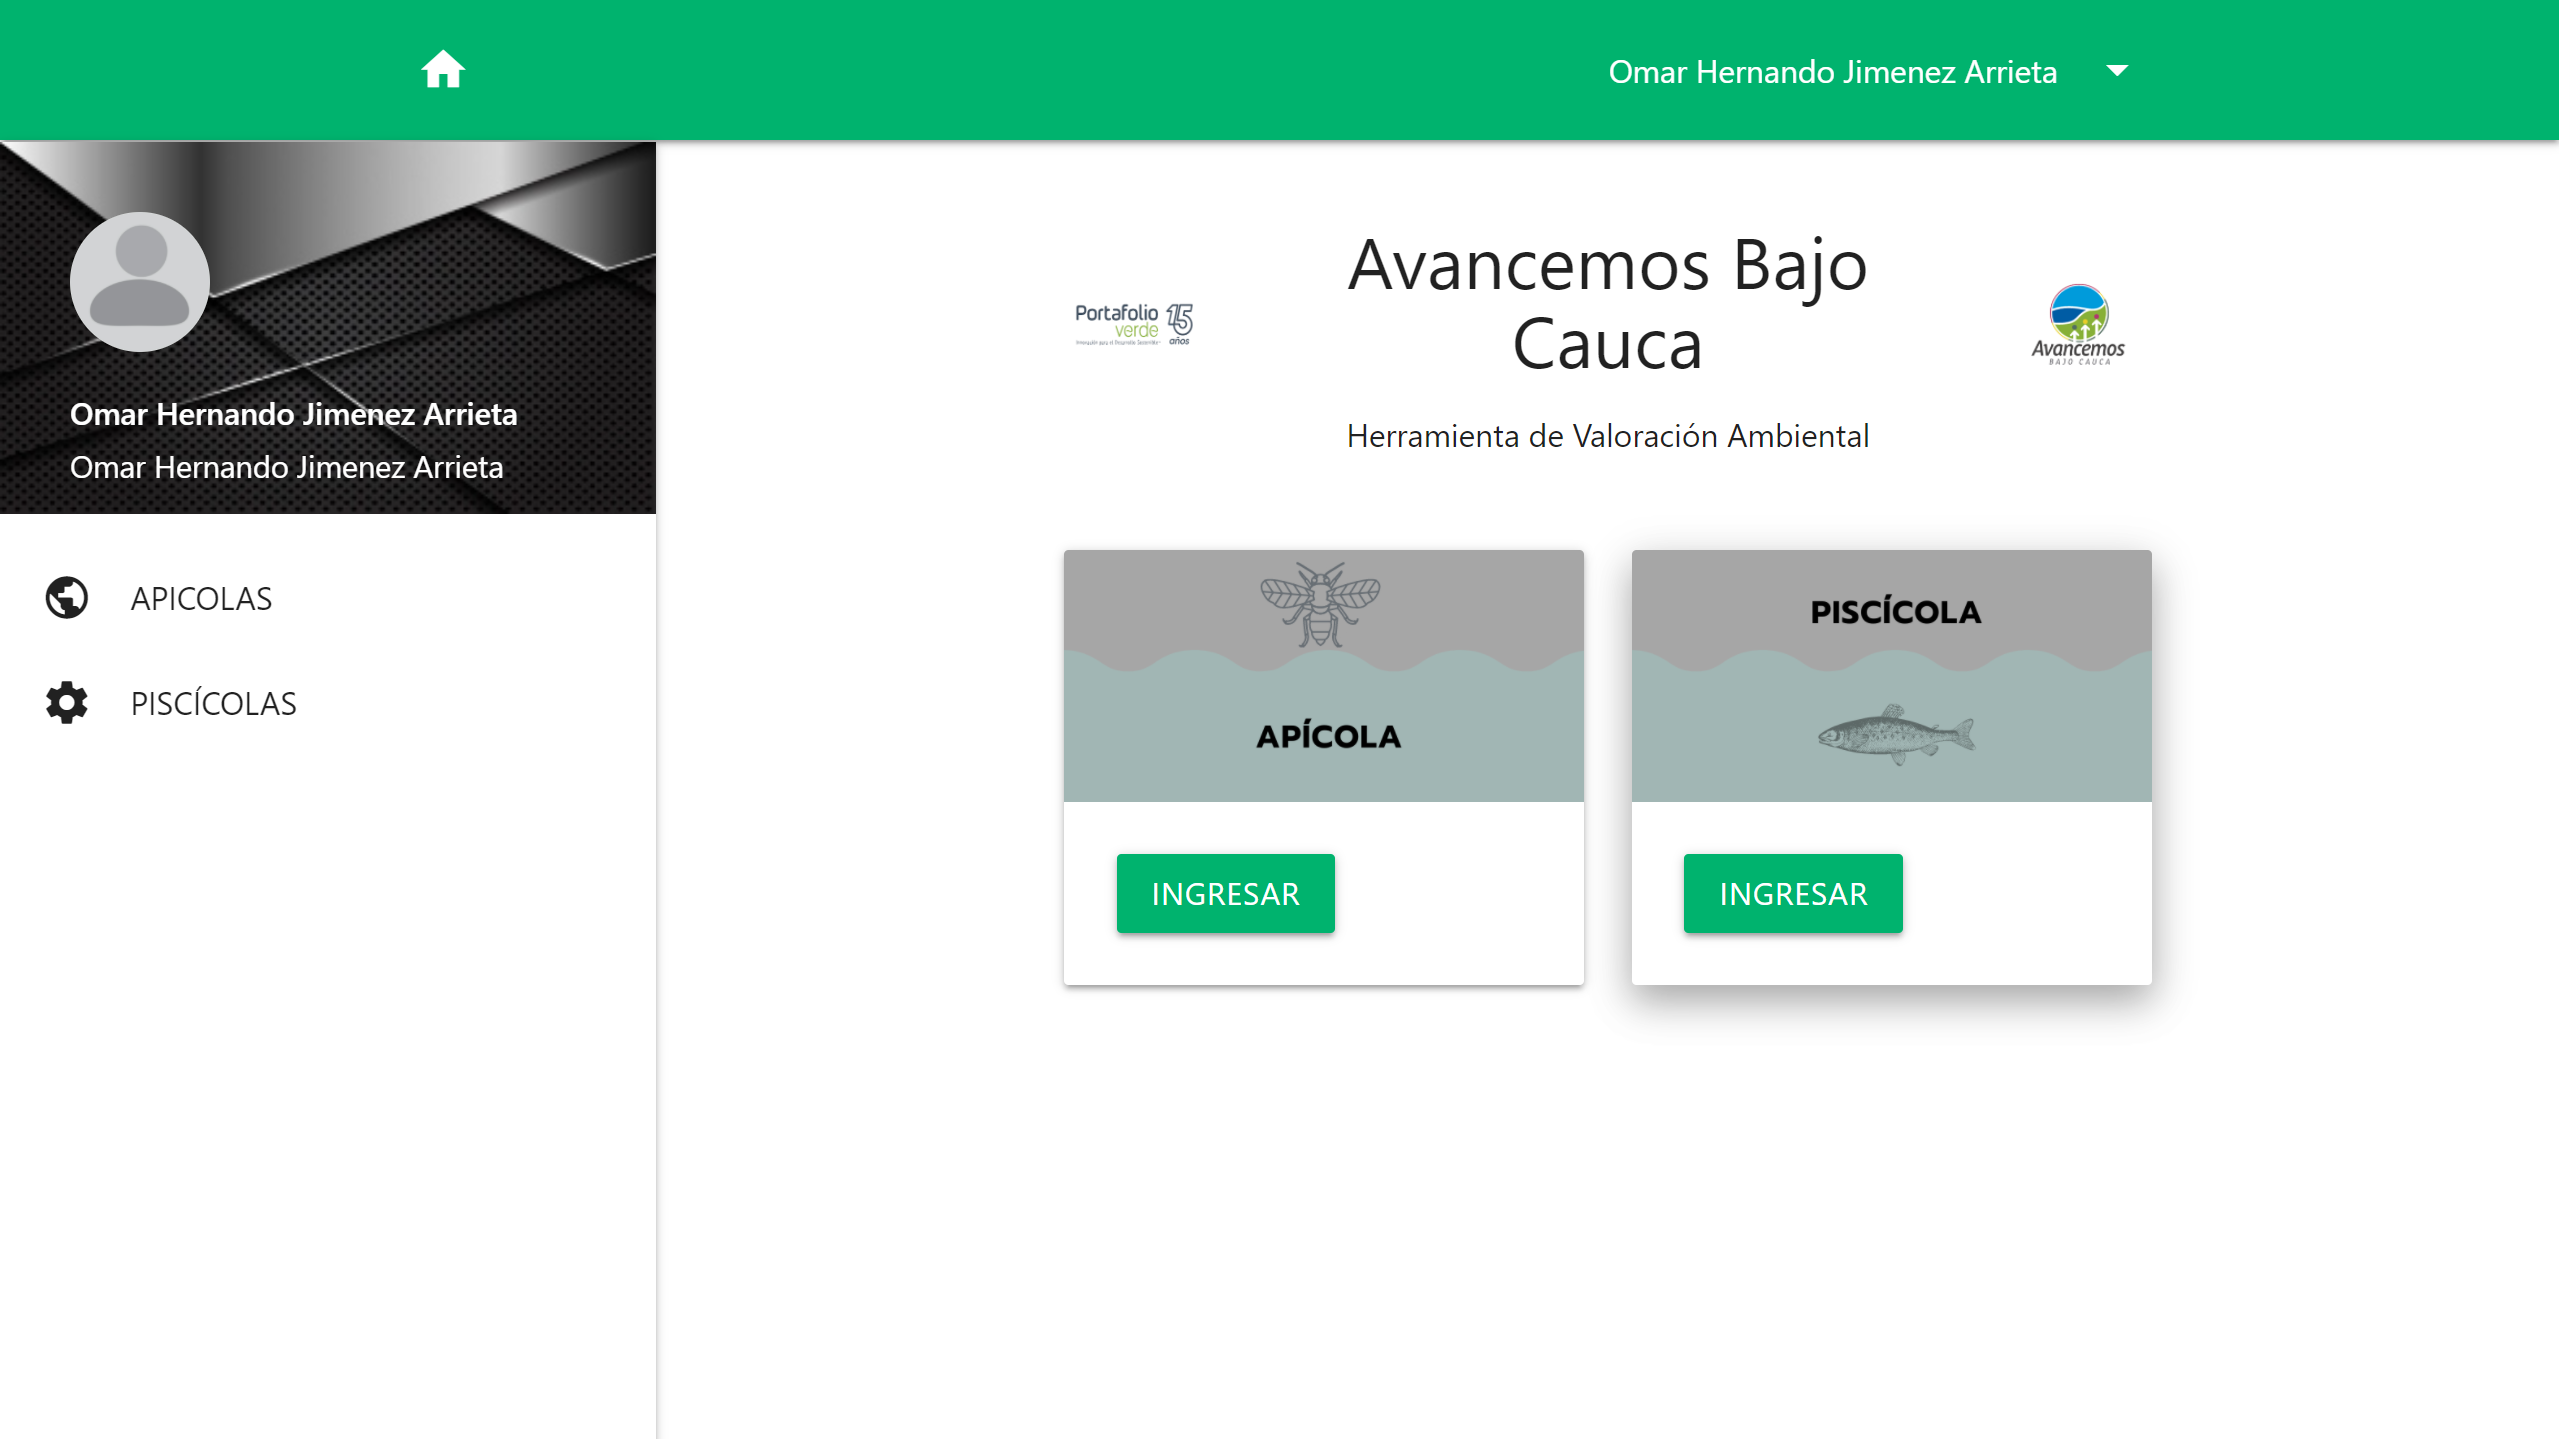 Omar Hernando Jimenez Arrieta
Omar Hernando Jimenez Arrieta
Omar Hernando Jimenez Arrieta
APICOLAS
PISCÍCOLAS
Portafolio
verde
15
años
Avancemos Bajo
Cauca
Herramienta de Valoración Ambiental
Avancemos
BAJO CAUCA
APÍCOLA
INGRESAR
PISCÍCOLA
INGRESAR